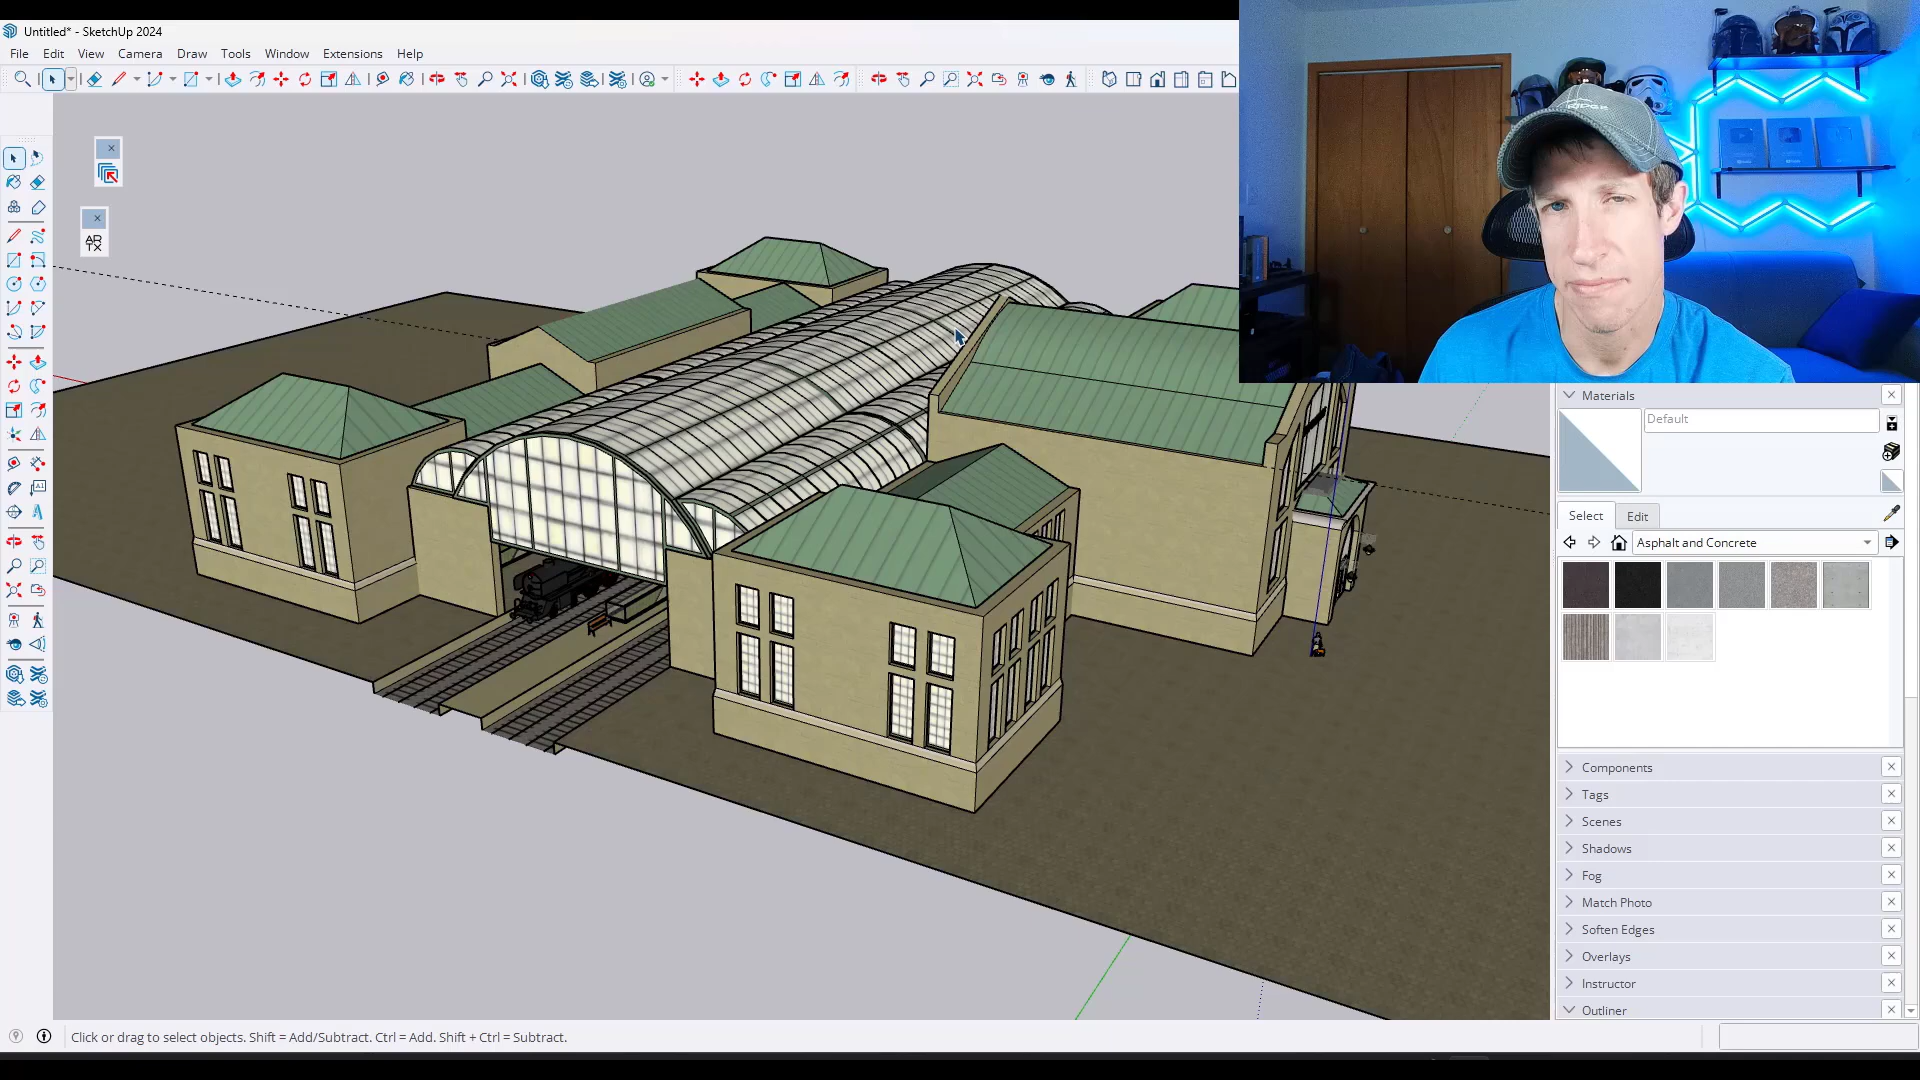 Untitled* - SketchUp 2024
File Edit View Camera Draw Tools Window Extensions Help
AR
TX
Materials
Default
Select Edit
Asphalt and Concrete
Components
Tags
Scenes
Shadows
Fog
Match Photo
Soften Edges
Overlays
Instructor
Outliner
Click or drag to select objects. Shift = Add/Subtract. Ctrl = Add. Shift + Ctrl = Subtract.